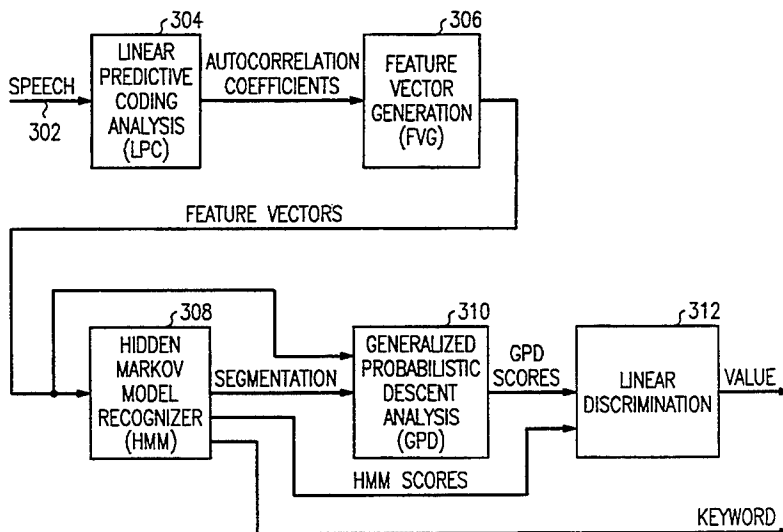 304
306
LINEAR
PREDICTIVE
CODING
ANALYSIS
(LPC)
AUTOCORRELATION
COEFFICIENTS
FEATURE
VECTOR
GENERATION
(FVG)
SPEECH
302
FEATURE VECTORS
308
310
312
HIDDEN
MARKOV
MODEL
RECOGNIZER
(HMM)
SEGMENTATION
GENERALIZED
PROBABILISTIC
DESCENT
ANALYSIS
(GPD)
GPD
SCORES
LINEAR
DISCRIMINATION
VALUE
HMM SCORES
KEYWORD